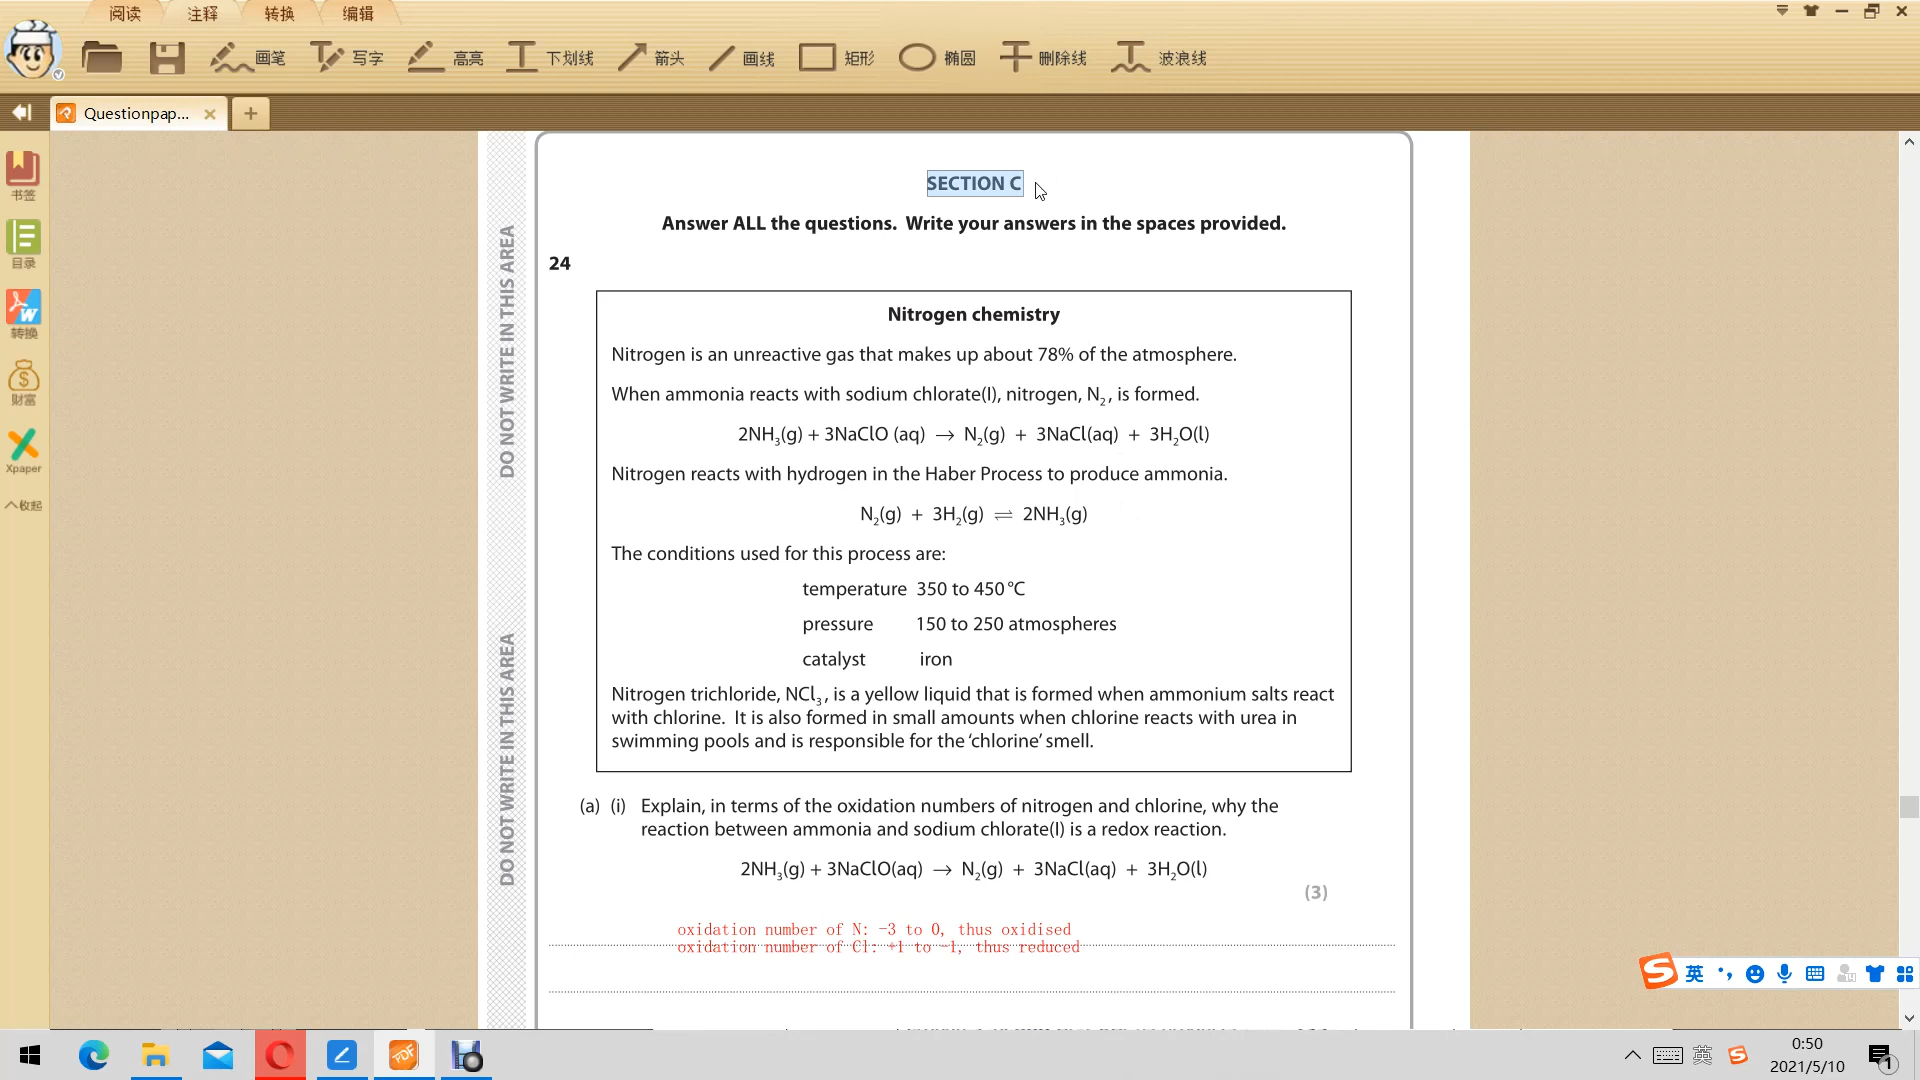 阅读 注释 转换 编辑
画笔 写字 高亮 下划线 箭头 画线 矩形 椭圆 删除线 波浪线
Questionpap...
书签
目录
转换
财富
Xpaper
收起
DO NOT WRITE IN THIS AREA
DO NOT WRITE IN THIS AREA
SECTION C
Answer ALL the questions. Write your answers in the spaces provided.
24
Nitrogen chemistry
Nitrogen is an unreactive gas that makes up about 78% of the atmosphere.
When ammonia reacts with sodium chlorate(I), nitrogen, N₂, is formed.
2NH₃(g) + 3NaClO (aq) → N₂(g) + 3NaCl(aq) + 3H₂O(l)
Nitrogen reacts with hydrogen in the Haber Process to produce ammonia.
N₂(g) + 3H₂(g) ⇌ 2NH₃(g)
The conditions used for this process are:
temperature 350 to 450 °C
pressure 150 to 250 atmospheres
catalyst iron
Nitrogen trichloride, NCl₃, is a yellow liquid that is formed when ammonium salts react
with chlorine. It is also formed in small amounts when chlorine reacts with urea in
swimming pools and is responsible for the ‘chlorine’ smell.
(a) (i) Explain, in terms of the oxidation numbers of nitrogen and chlorine, why the
reaction between ammonia and sodium chlorate(I) is a redox reaction.
2NH₃(g) + 3NaClO(aq) → N₂(g) + 3NaCl(aq) + 3H₂O(l)
(3)
oxidation number of N: -3 to 0, thus oxidised
oxidation number of Cl: +1 to -1, thus reduced
英
英
0:50
2021/5/10
1